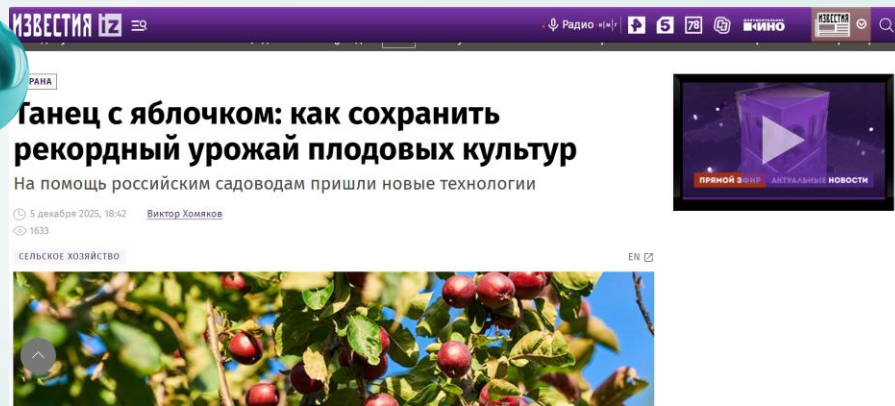 ИЗВЕСТИЯ iz
Радио
5
78
КИНО
ИЗВЕСТИЯ
Танец с яблочком: как сохранить
рекордный урожай плодовых культур
На помощь российским садоводам пришли новые технологии
5 декабря 2025, 18:42 Виктор Хомяков
1633
СЕЛЬСКОЕ ХОЗЯЙСТВО EN
ПРЯМОЙ ЭФИР АКТУАЛЬНЫЕ НОВОСТИ